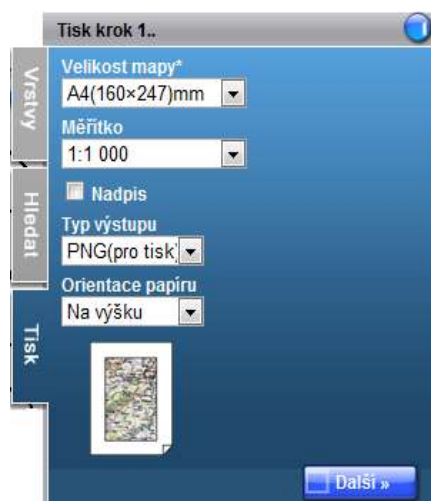 Tisk krok 1..
Vrstvy
Hledat
Tisk
Velikost mapy*
A4(160×247)mm
Měřítko
1:1 000
Nadpis
Typ výstupu
PNG(pro tisk)
Orientace papíru
Na výšku
Další »